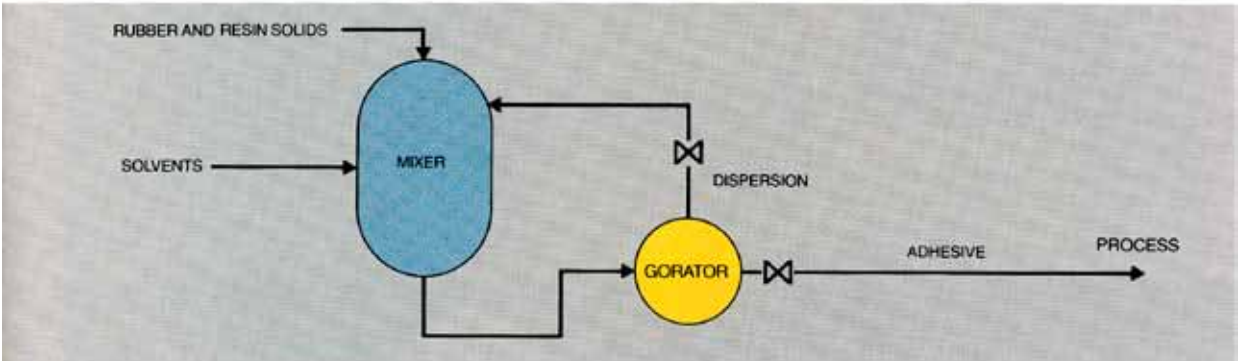 RUBBER AND RESIN SOLIDS
SOLVENTS
MIXER
DISPERSION
GORATOR
ADHESIVE
PROCESS